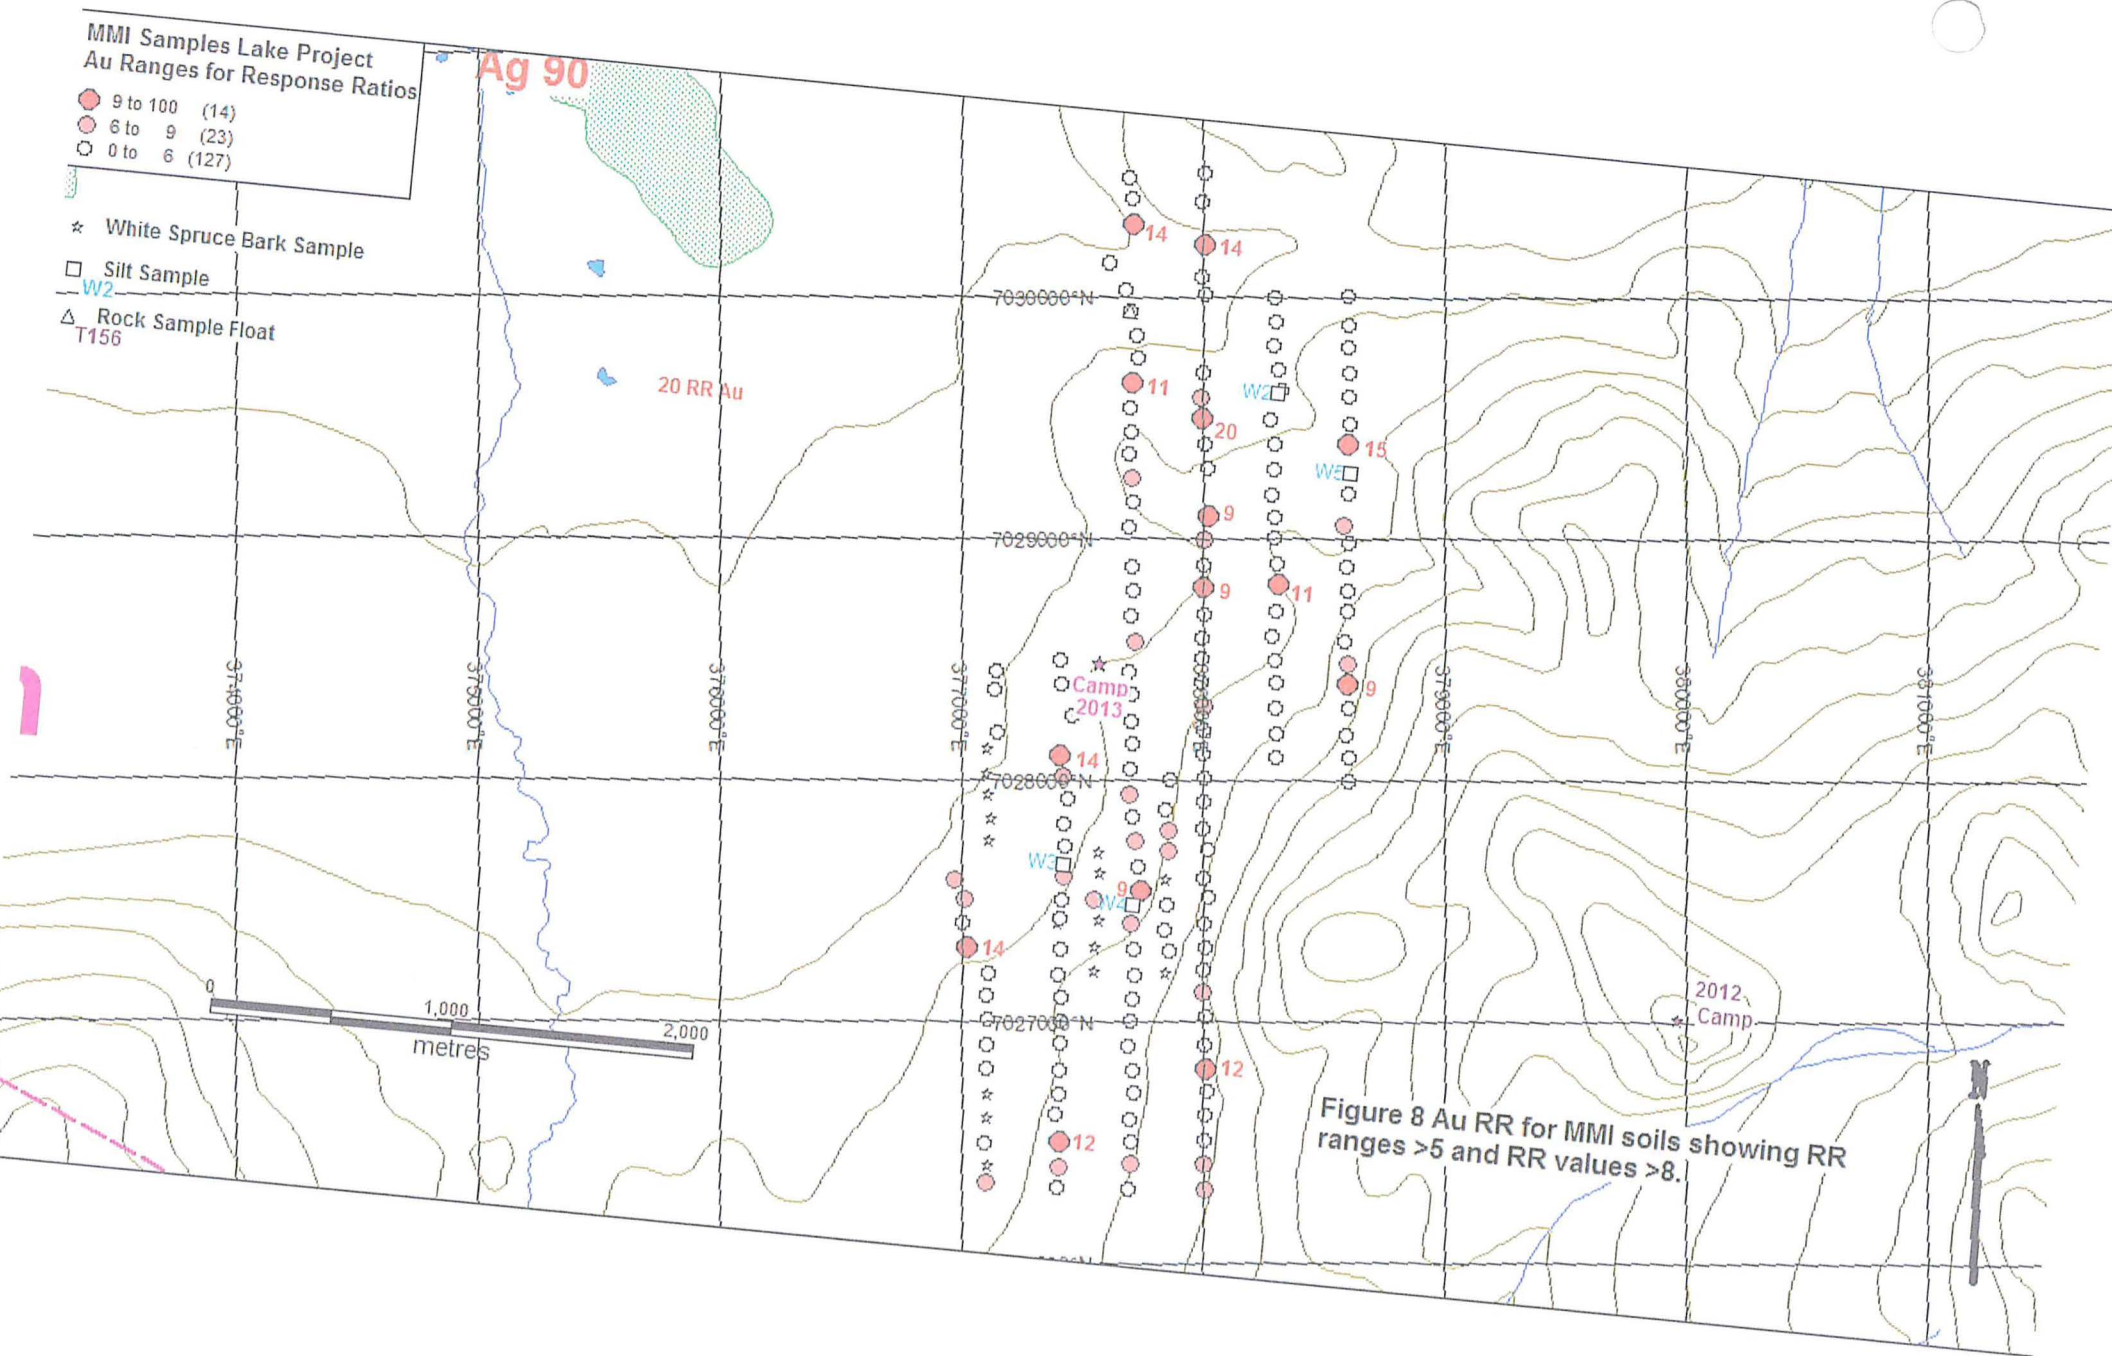 MMI Samples Lake Project
Au Ranges for Response Ratios
9 to 100 (14)
6 to 9 (23)
0 to 6 (127)
White Spruce Bark Sample
Silt Sample
W2
Rock Sample Float
T156
Ag 90
20 RR Au
14
14
7030000°N
11
W2
20
15
W5
9
7029000°N
9
11
374000°E
375000°E
376000°E
377000°E
379000°E
380000°E
381000°E
Camp
2013
9
14
7028000°N
W3
9
W4
14
2012
Camp
0
1,000
2,000
metres
7027000°N
12
12
N
Figure 8 Au RR for MMI soils showing RR
ranges >5 and RR values >8.